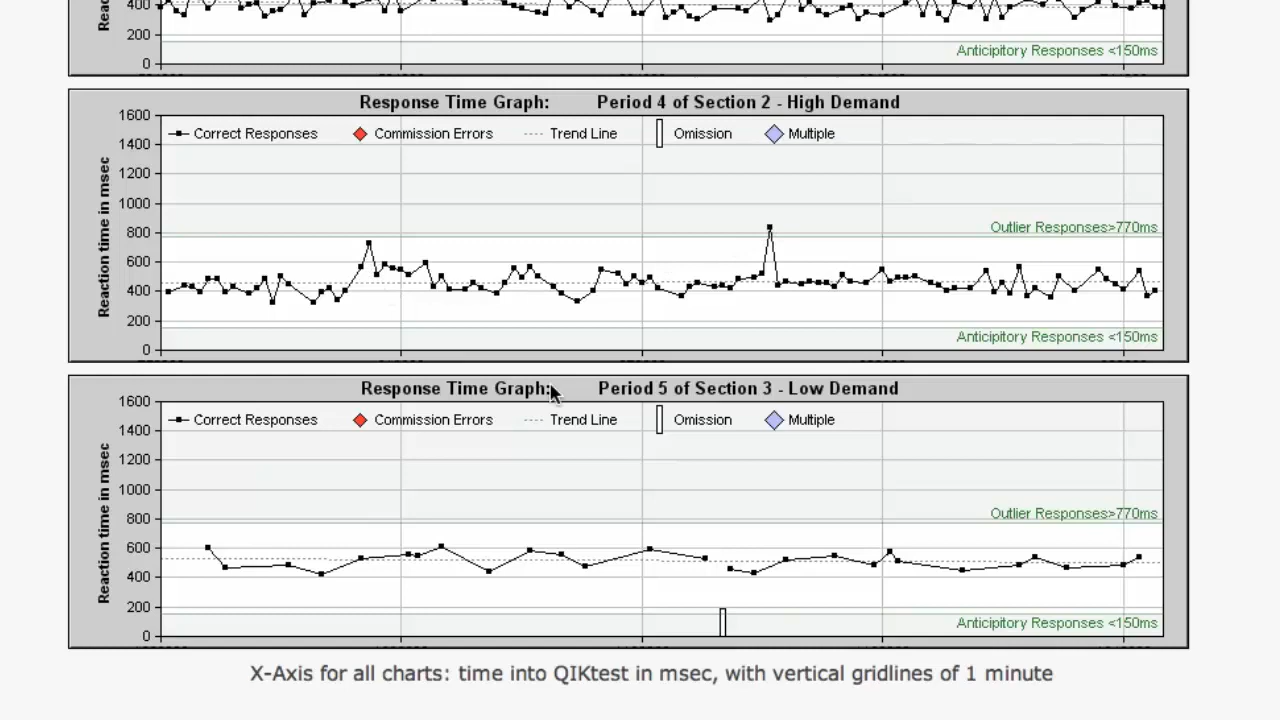 400
200
0
Anticipitory Responses <150ms
Response Time Graph: Period 4 of Section 2 - High Demand
Reaction time in msec
1600
1400
1200
1000
800
600
400
200
0
Correct Responses Commission Errors Trend Line Omission Multiple
Outlier Responses>770ms
Anticipitory Responses <150ms
Response Time Graph: Period 5 of Section 3 - Low Demand
Reaction time in msec
1600
1400
1200
1000
800
600
400
200
0
Correct Responses Commission Errors Trend Line Omission Multiple
Outlier Responses>770ms
Anticipitory Responses <150ms
X-Axis for all charts: time into QIKtest in msec, with vertical gridlines of 1 minute